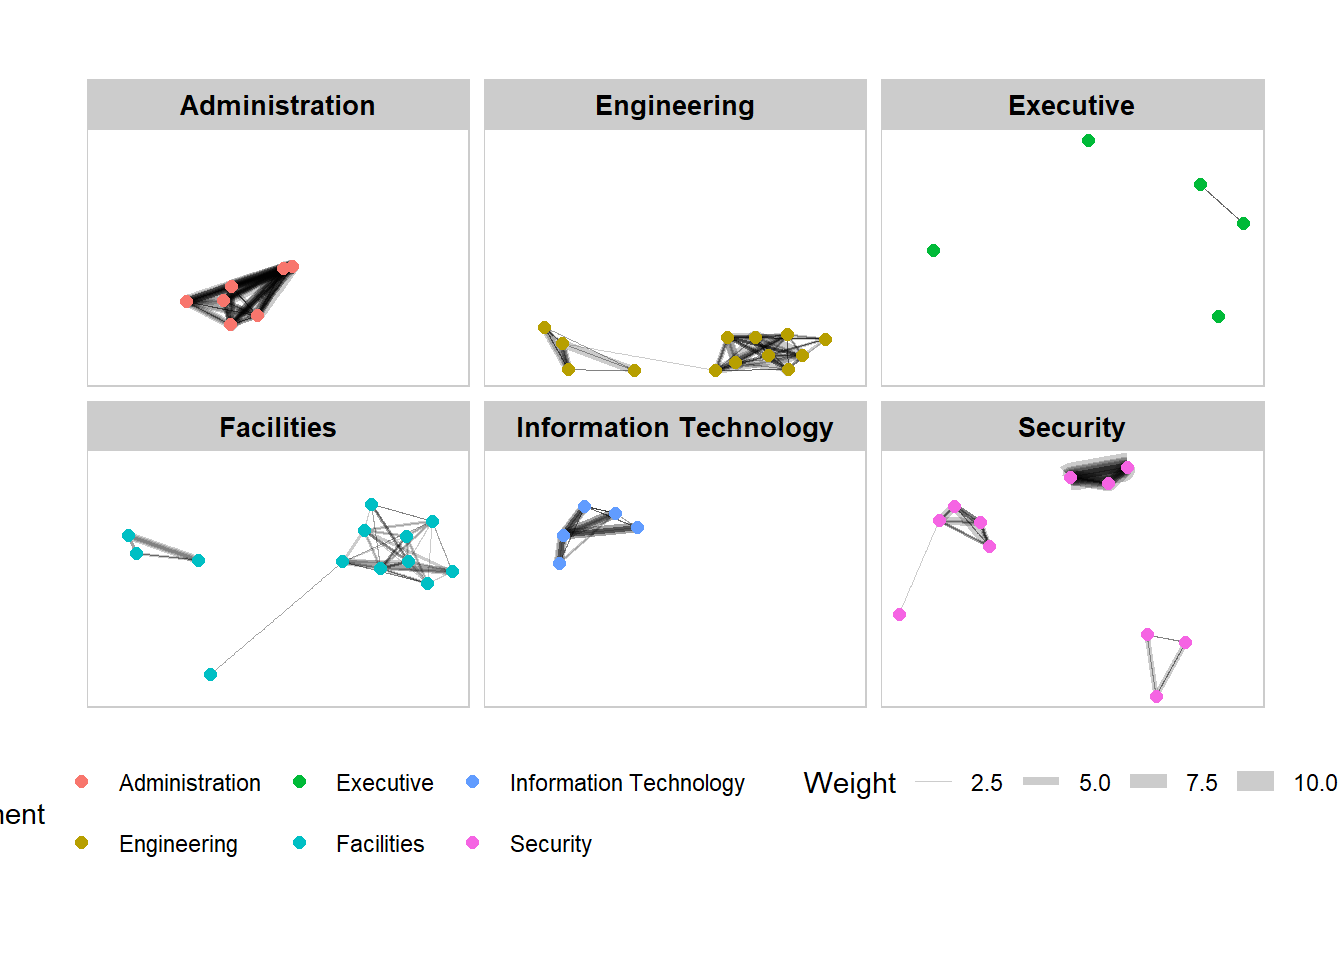 Administration
Engineering
Executive
Facilities
Information Technology
Security
Administration Executive Information Technology Weight 2.5 5.0 7.5 10.0
Engineering Facilities Security